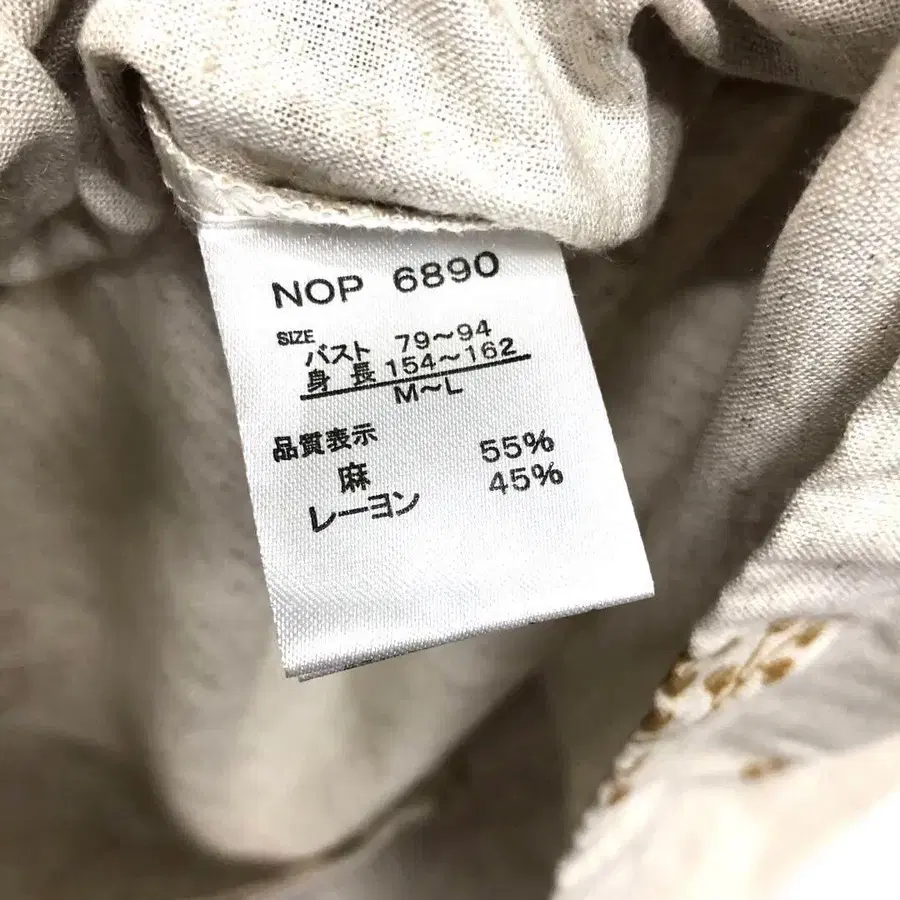 NOP 6890
SIZE
バスト 79～94
身長 154～162
M～L
品質表示
麻 55%
レーヨン 45%